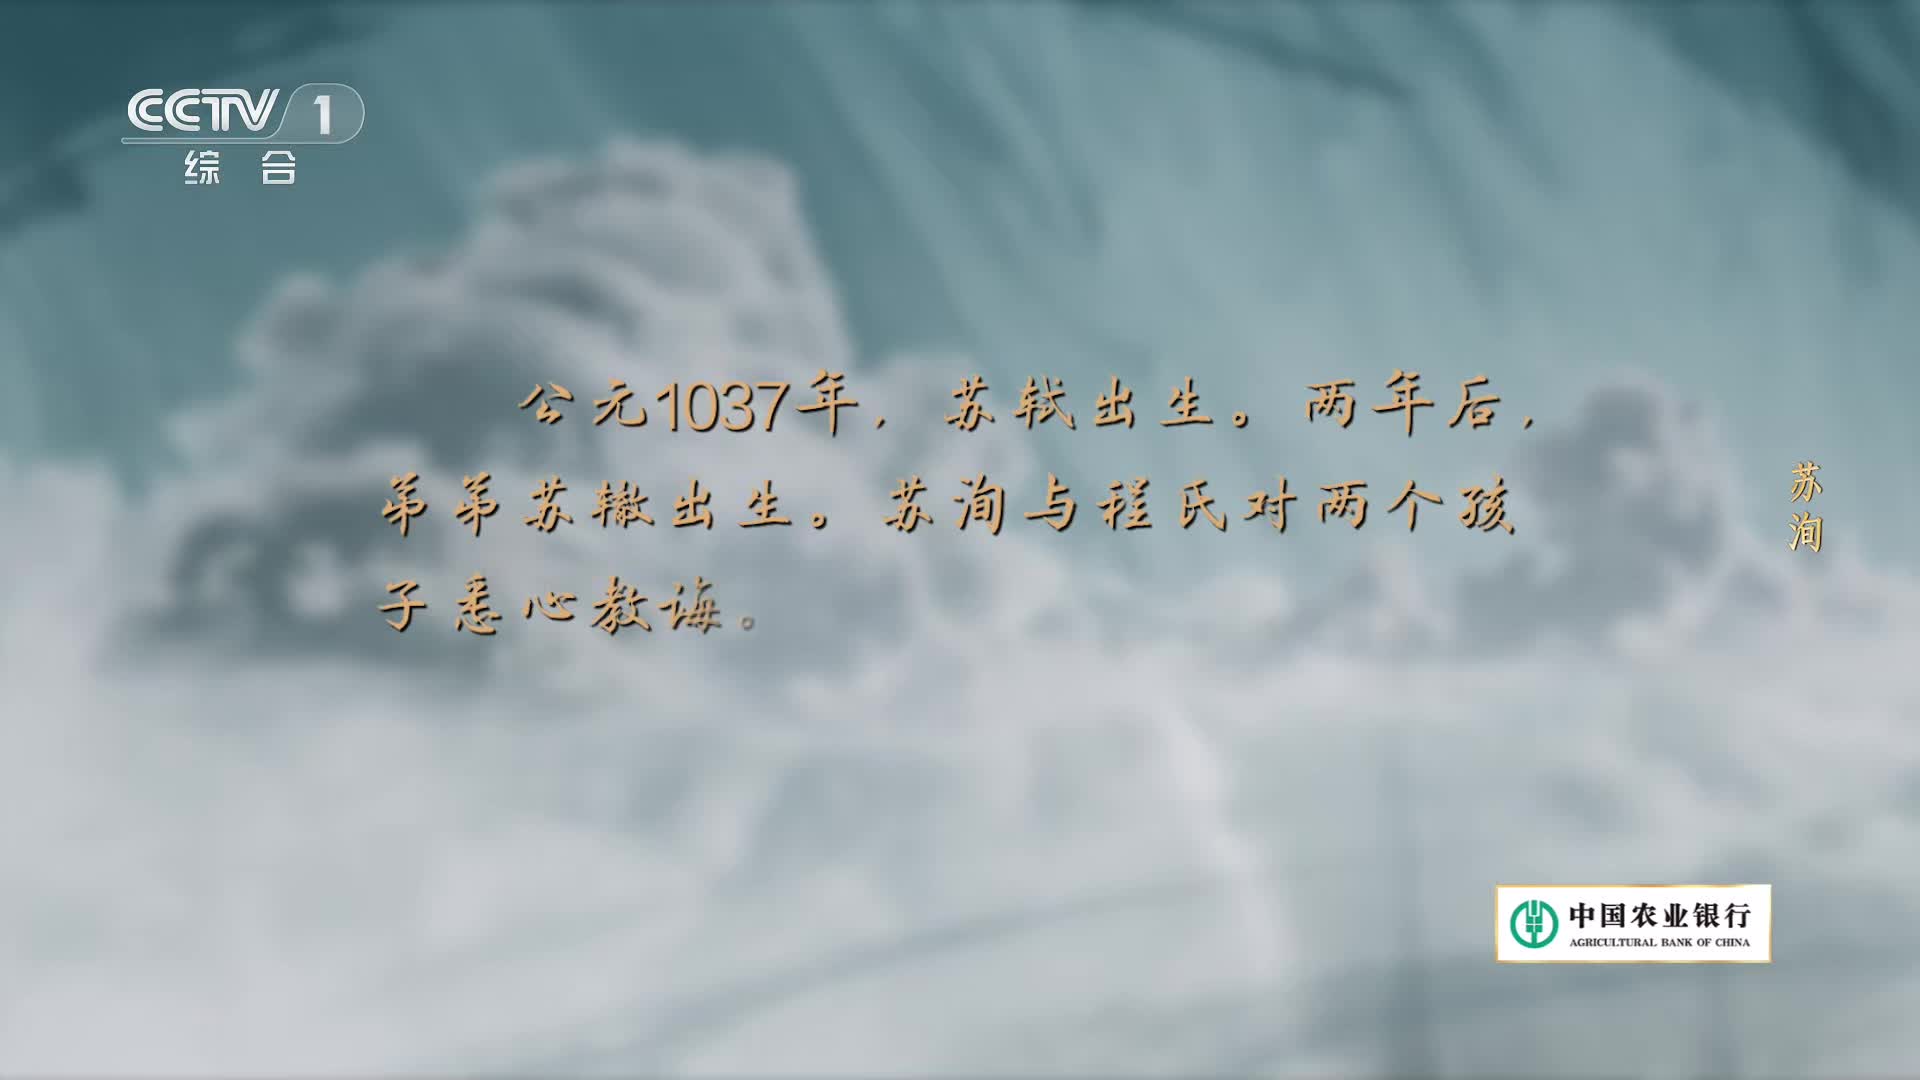 CCTV 1
综合
公元1037年，苏轼出生。两年后，
弟弟苏辙出生。苏洵与程氏对两个孩
子悉心教诲。
苏洵
中国农业银行
AGRICULTURAL BANK OF CHINA